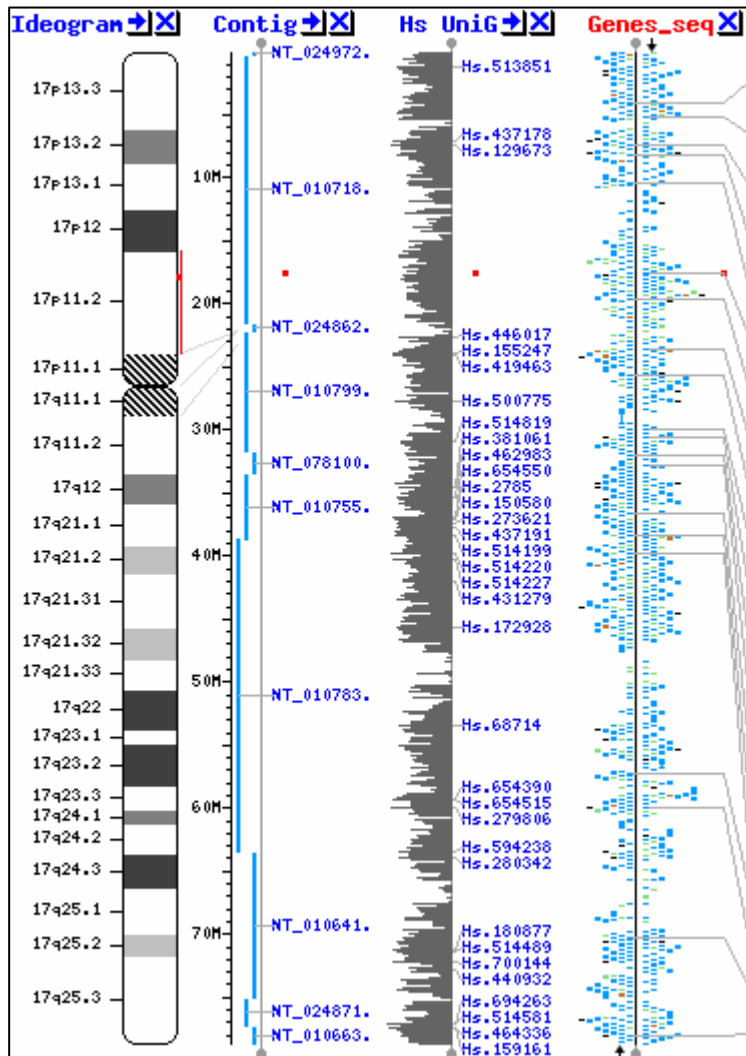 Ideogram Contig Hs UniG Genes_seq
17p13.3
17p13.2
17p13.1
17p12
17p11.2
17p11.1
17q11.1
17q11.2
17q12
17q21.1
17q21.2
17q21.31
17q21.32
17q21.33
17q22
17q23.1
17q23.2
17q23.3
17q24.1
17q24.2
17q24.3
17q25.1
17q25.2
17q25.3
10M
20M
30M
40M
50M
60M
70M
NT_024972.
NT_010718.
NT_024862.
NT_010799.
NT_078100.
NT_010755.
NT_010783.
NT_010641.
NT_024871.
NT_010663.
Hs.513851
Hs.437178
Hs.129673
Hs.446017
Hs.155247
Hs.419463
Hs.500775
Hs.514819
Hs.381061
Hs.462983
Hs.654550
Hs.2785
Hs.150580
Hs.273621
Hs.437191
Hs.514199
Hs.514220
Hs.514227
Hs.431279
Hs.172928
Hs.68714
Hs.654390
Hs.654515
Hs.279806
Hs.594238
Hs.280342
Hs.180877
Hs.514489
Hs.700144
Hs.440932
Hs.694263
Hs.514581
Hs.464336
Hs.159161